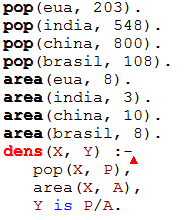 pop(eua, 203).
pop(india, 548).
pop(china, 800).
pop(brasil, 108).
area(eua, 8).
area(india, 3).
area(china, 10).
area(brasil, 8).
dens(X, Y) :-
pop(X, P),
area(X, A),
Y is P/A.